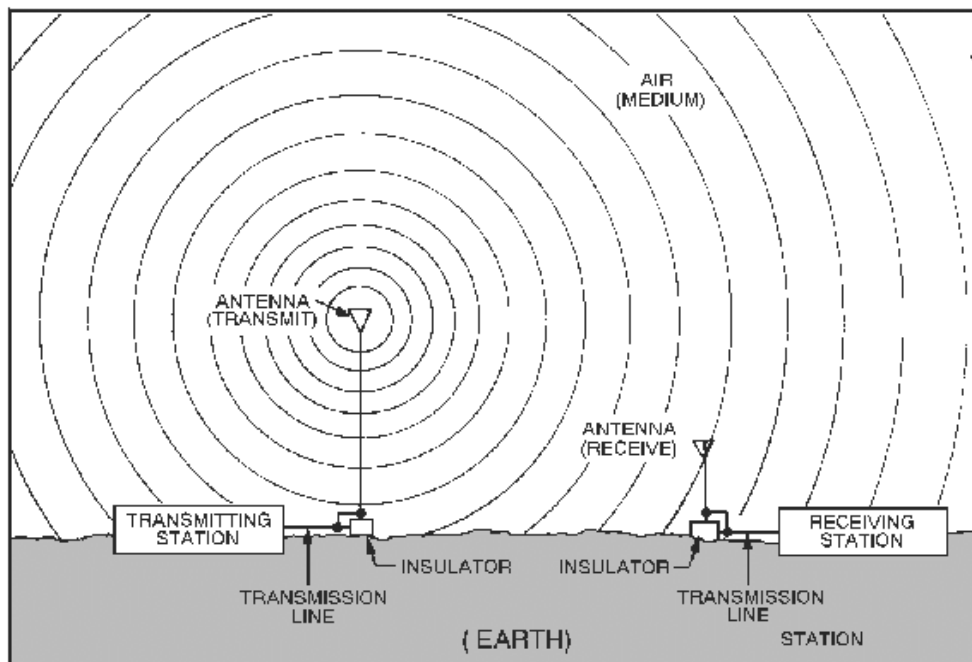 AIR
(MEDIUM)
ANTENNA
(TRANSMIT)
ANTENNA
(RECEIVE)
TRANSMITTING
STATION
RECEIVING
STATION
INSULATOR
INSULATOR
TRANSMISSION
LINE
TRANSMISSION
LINE
STATION
( EARTH)